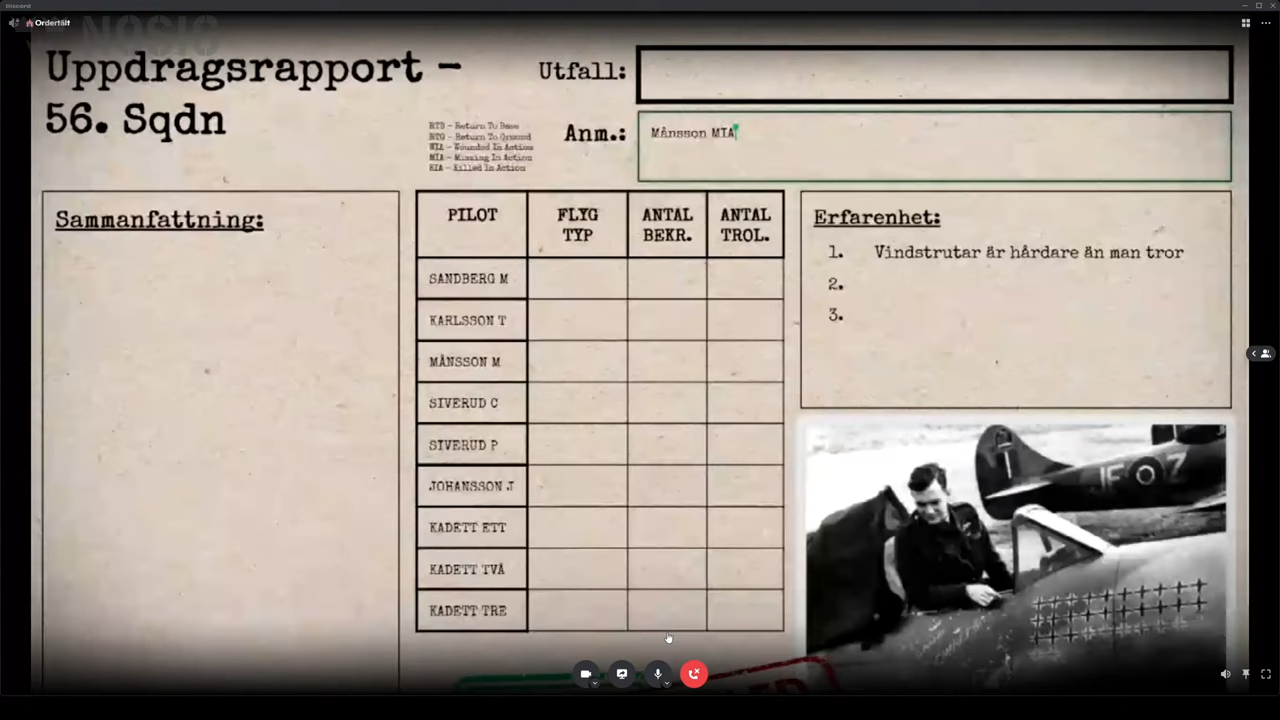 Discord
Ordertält
Uppdragsrapport –
56. Sqdn
Utfall:
RTB – Return To Base
RTG – Return To Ground
WIA – Wounded In Action
MIA – Missing In Action
KIA – Killed In Action
Anm.:
Månsson MIA
Sammanfattning:
PILOT FLYG TYP ANTAL BEKR. ANTAL TROL.
SANDBERG M
KARLSSON T
MÅNSSON M
SIVERUD C
SIVERUD P
JOHANSSON J
KADETT ETT
KADETT TVÅ
KADETT TRE
Erfarenhet:
1. Vindstrutar är hårdare än man tror
2.
3.
JF Z